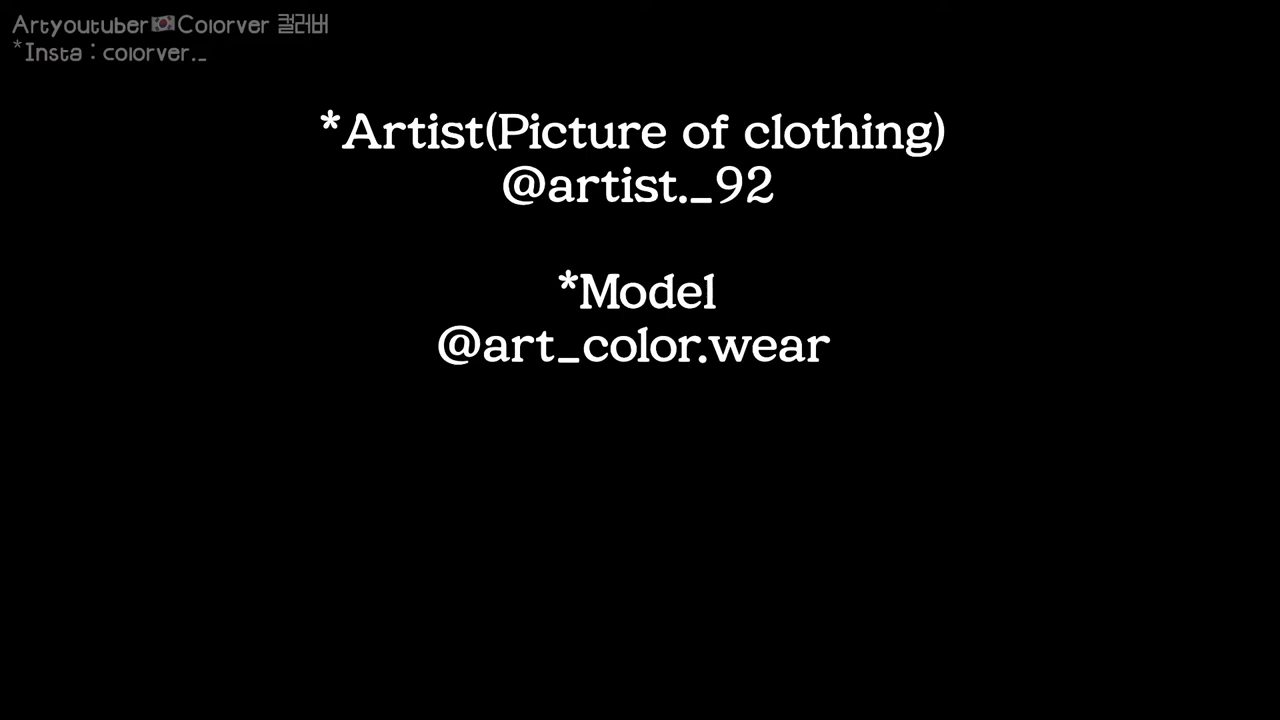 Artyoutuber🇰🇷Colorver 컬러버
*Insta : colorver._
*Artist(Picture of clothing)
@artist._92
*Model
@art_color.wear